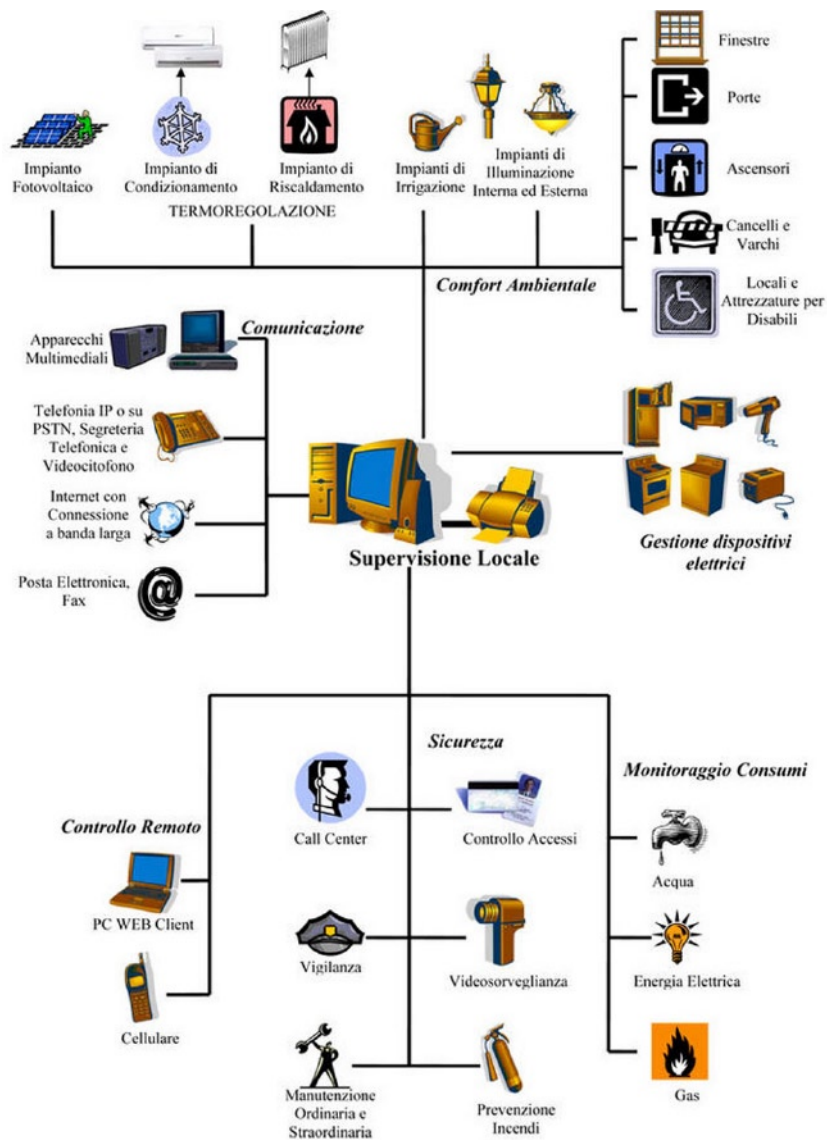 Finestre
Porte
Impianto
Fotovoltaico
Impianto di
Condizionamento
Impianto di
Riscaldamento
TERMOREGOLAZIONE
Impianti di
Irrigazione
Impianti di
Illuminazione
Interna ed Esterna
Ascensori
Cancelli e
Varchi
Comfort Ambientale
Locali e
Attrezzature per
Disabili
Comunicazione
Apparecchi
Multimediali
Telefonia IP o su
PSTN, Segreteria
Telefonica e
Videocitofono
Internet con
Connessione
a banda larga
Posta Elettronica,
Fax
@
Supervisione Locale
Gestione dispositivi
elettrici
Sicurezza
Monitoraggio Consumi
Controllo Remoto
Call Center
Controllo Accessi
Acqua
PC WEB Client
Vigilanza
Videosorveglianza
Energia Elettrica
Cellulare
Manutenzione
Ordinaria e
Straordinaria
Prevenzione
Incendi
Gas